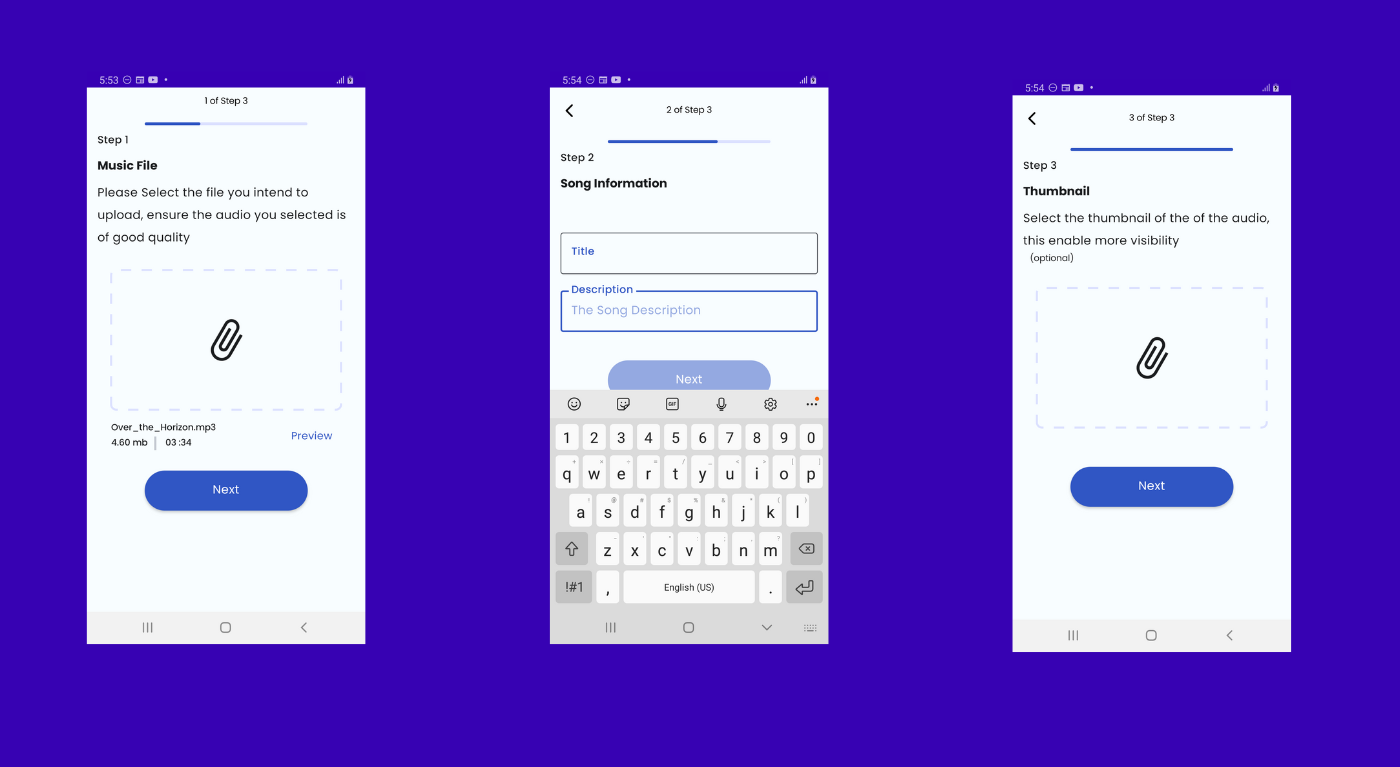 5:53
1 of Step 3
Step 1
Music File
Please Select the file you intend to
upload, ensure the audio you selected is
of good quality
Over_the_Horizon.mp3
4.60 mb | 03 :34
Preview
Next
5:54
2 of Step 3
Step 2
Song Information
Title
Description
The Song Description
Next
GIF
1 2 3 4 5 6 7 8 9 0
q w e r t y u i o p
a s d f g h j k l
z x c v b n m
!#1 , English (US) .
5:54
3 of Step 3
Step 3
Thumbnail
Select the thumbnail of the of the audio,
this enable more visibility
(optional)
Next